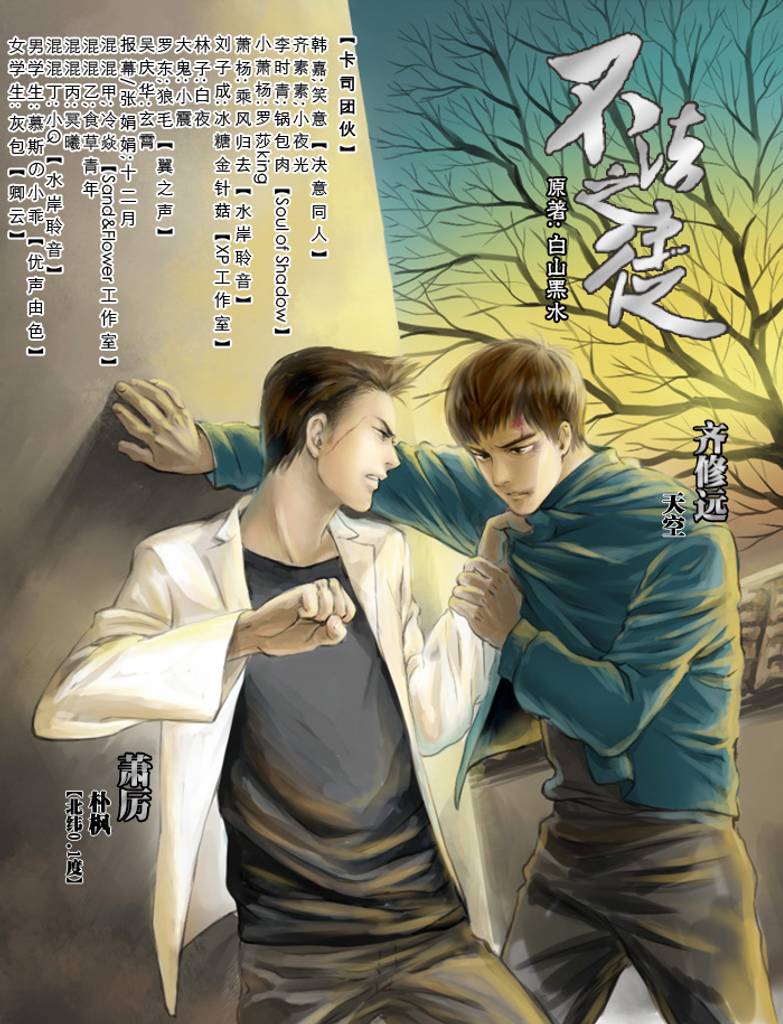 不法之徒
原著:白山黑水
【卡司团伙】
韩嘉:笑意【决意同人】
齐素素:小夜光
李时青:锅包肉【Soul of Shadow】
小萧杨:罗莎king
萧杨:乘风归去【水岸聆音】
刘子成:冰糖金针菇【XP工作室】
林子:白夜
大鬼:小震
罗东:狼毛【翼之声】
吴庆华:玄霄
报幕/张娟娟:十二月
混混甲:冷焱【Sand&Flower工作室】
混混乙:食草青年
混混丙:冥曦
混混丁:小Q【水岸聆音】
男学生:慕斯の小乖【优声由色】
女学生:灰包【卿云】
齐修远
天空
萧厉
朴枫
【北纬0.1度】